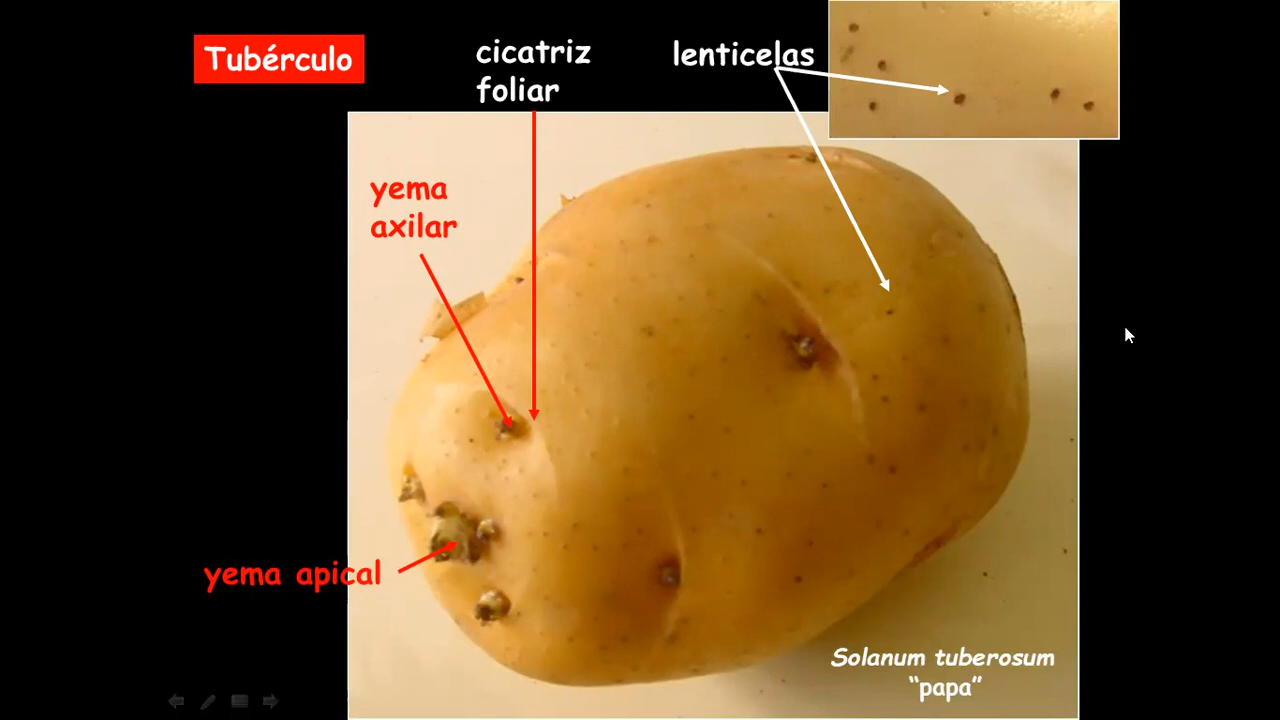 Tubérculo
cicatriz
foliar
lenticelas
yema
axilar
yema apical
Solanum tuberosum
“papa”